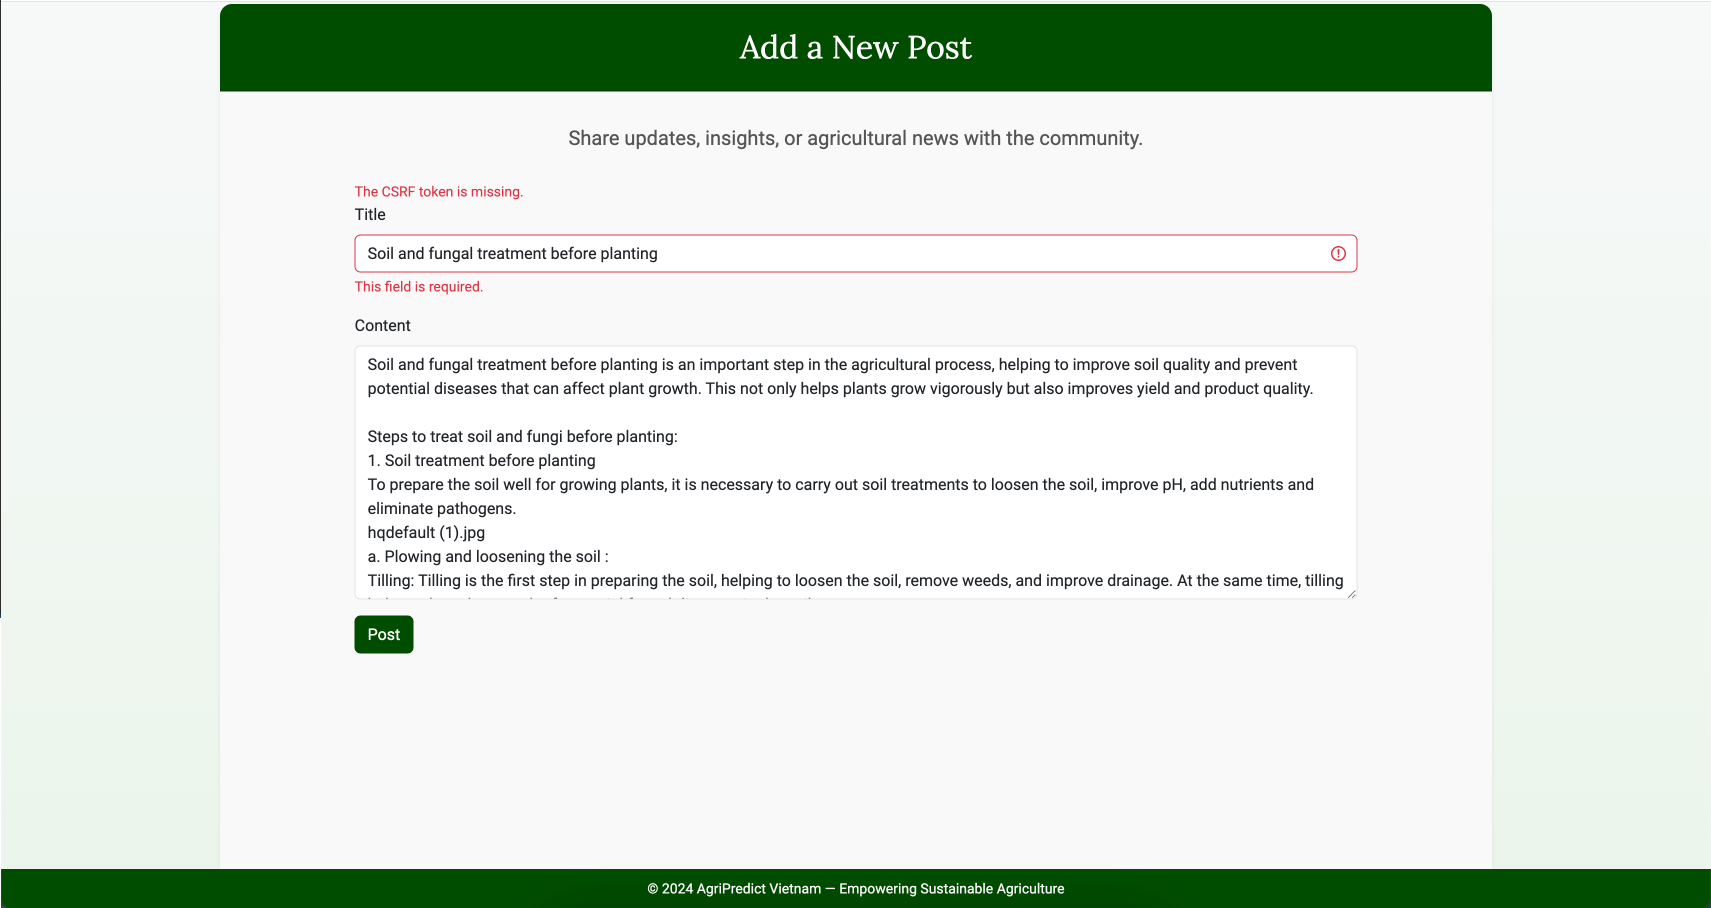 Add a New Post
Share updates, insights, or agricultural news with the community.
The CSRF token is missing.
Title
Soil and fungal treatment before planting
This field is required.
Content
Soil and fungal treatment before planting is an important step in the agricultural process, helping to improve soil quality and prevent
potential diseases that can affect plant growth. This not only helps plants grow vigorously but also improves yield and product quality.
Steps to treat soil and fungi before planting:
1. Soil treatment before planting
To prepare the soil well for growing plants, it is necessary to carry out soil treatments to loosen the soil, improve pH, add nutrients and
eliminate pathogens.
hqdefault (1).jpg
a. Plowing and loosening the soil :
Tilling: Tilling is the first step in preparing the soil, helping to loosen the soil, remove weeds, and improve drainage. At the same time, tilling
Post
© 2024 AgriPredict Vietnam — Empowering Sustainable Agriculture